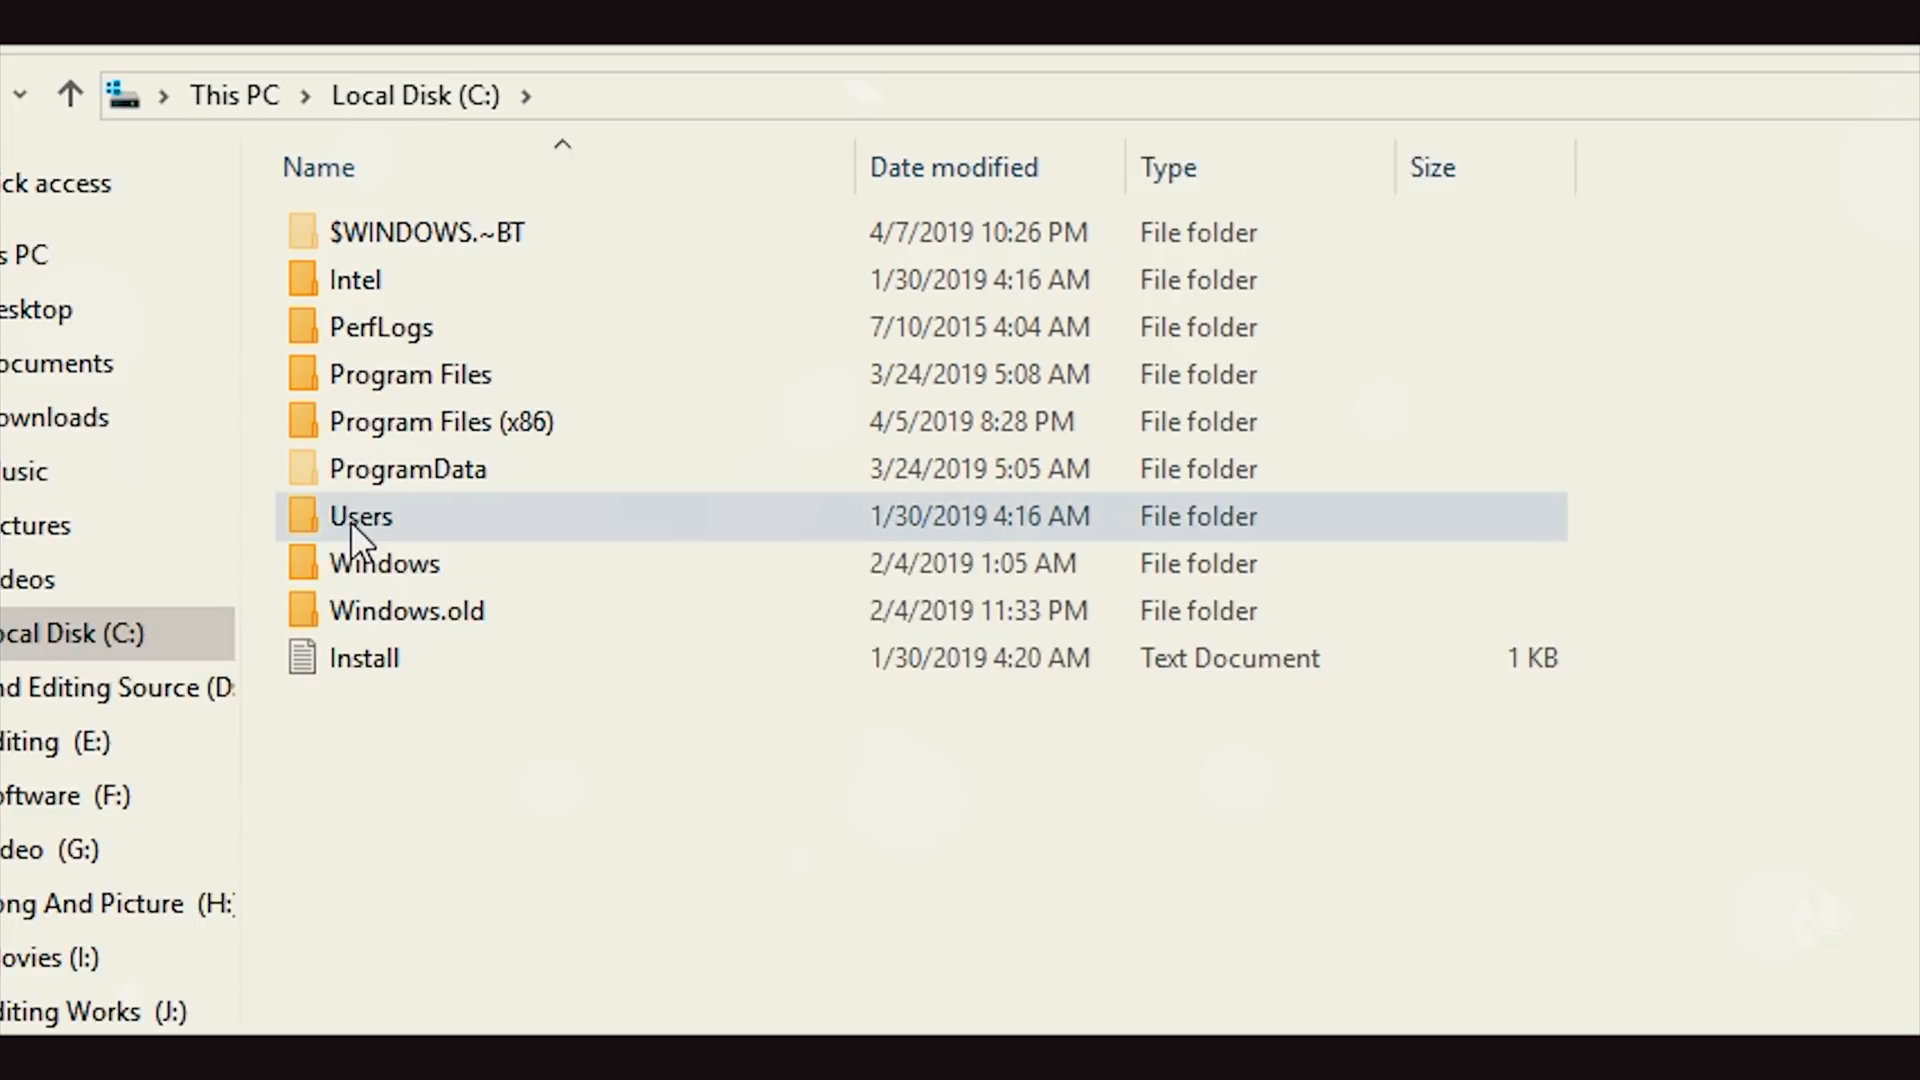 This PC Local Disk (C:)
Name Date modified Type Size
ck access
s PC
esktop
ocuments
ownloads
usic
ctures
deos
ocal Disk (C:)
nd Editing Source (D:
diting (E:)
oftware (F:)
deo (G:)
ong And Picture (H:)
ovies (I:)
diting Works (J:)
$WINDOWS.~BT 4/7/2019 10:26 PM File folder
Intel 1/30/2019 4:16 AM File folder
PerfLogs 7/10/2015 4:04 AM File folder
Program Files 3/24/2019 5:08 AM File folder
Program Files (x86) 4/5/2019 8:28 PM File folder
ProgramData 3/24/2019 5:05 AM File folder
Users 1/30/2019 4:16 AM File folder
Windows 2/4/2019 1:05 AM File folder
Windows.old 2/4/2019 11:33 PM File folder
Install 1/30/2019 4:20 AM Text Document 1 KB